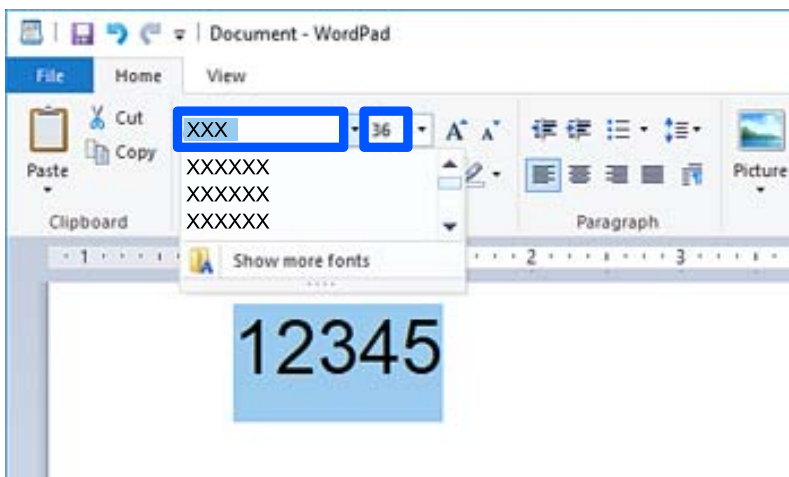 Document - WordPad
File Home View
Cut
XXX 36 A A
Copy
Paste
XXXXXX
XXXXXX
XXXXXX
Picture
Clipboard Paragraph
Show more fonts
1 2 3
12345